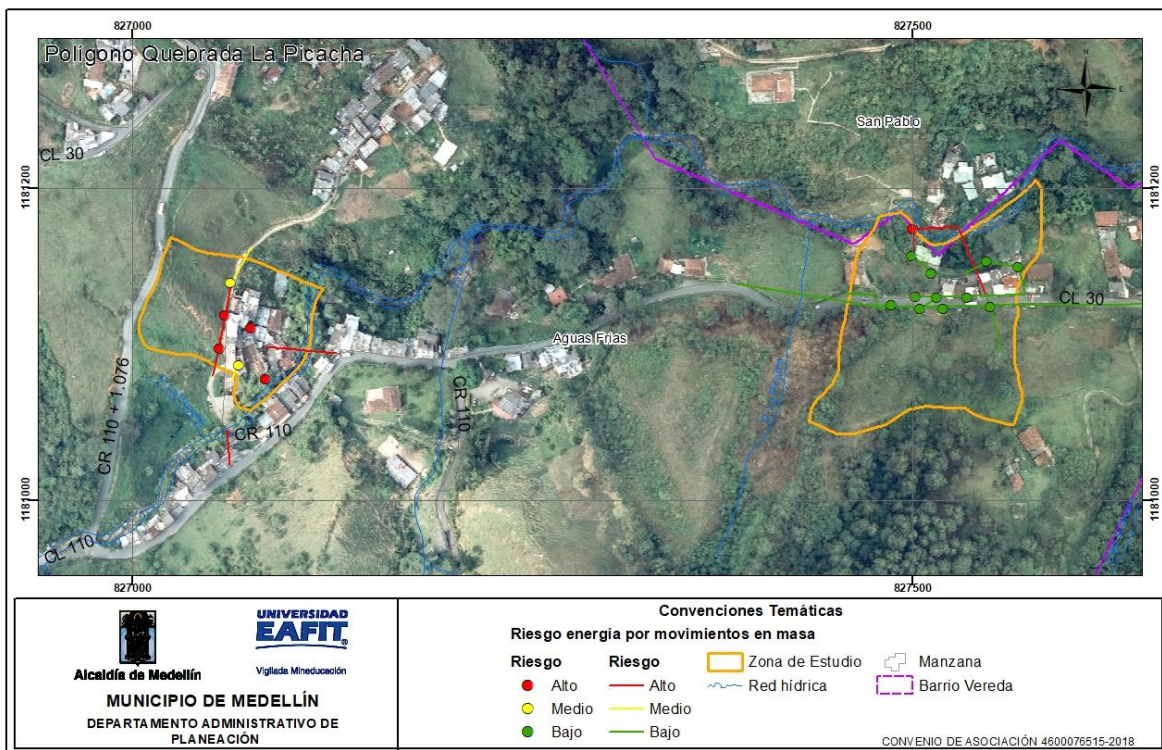 827000
827500
Polígono Quebrada La Picacha
N
E
San Pablo
CL 30
1181200
1181200
CL 30
Aguas Frias
CR 110 + 1.076
CR 110
CR 110
1181000
1181000
CL 110
827000
827500
Alcaldía de Medellín
UNIVERSIDAD
EAFIT
Vigilada Mineducación
MUNICIPIO DE MEDELLÍN
DEPARTAMENTO ADMINISTRATIVO DE
PLANEACIÓN
Convenciones Temáticas
Riesgo energía por movimientos en masa
Riesgo Riesgo Zona de Estudio Manzana
Alto Alto Red hídrica Barrio Vereda
Medio Medio
Bajo Bajo
CONVENIO DE ASOCIACIÓN 4600076515-2018